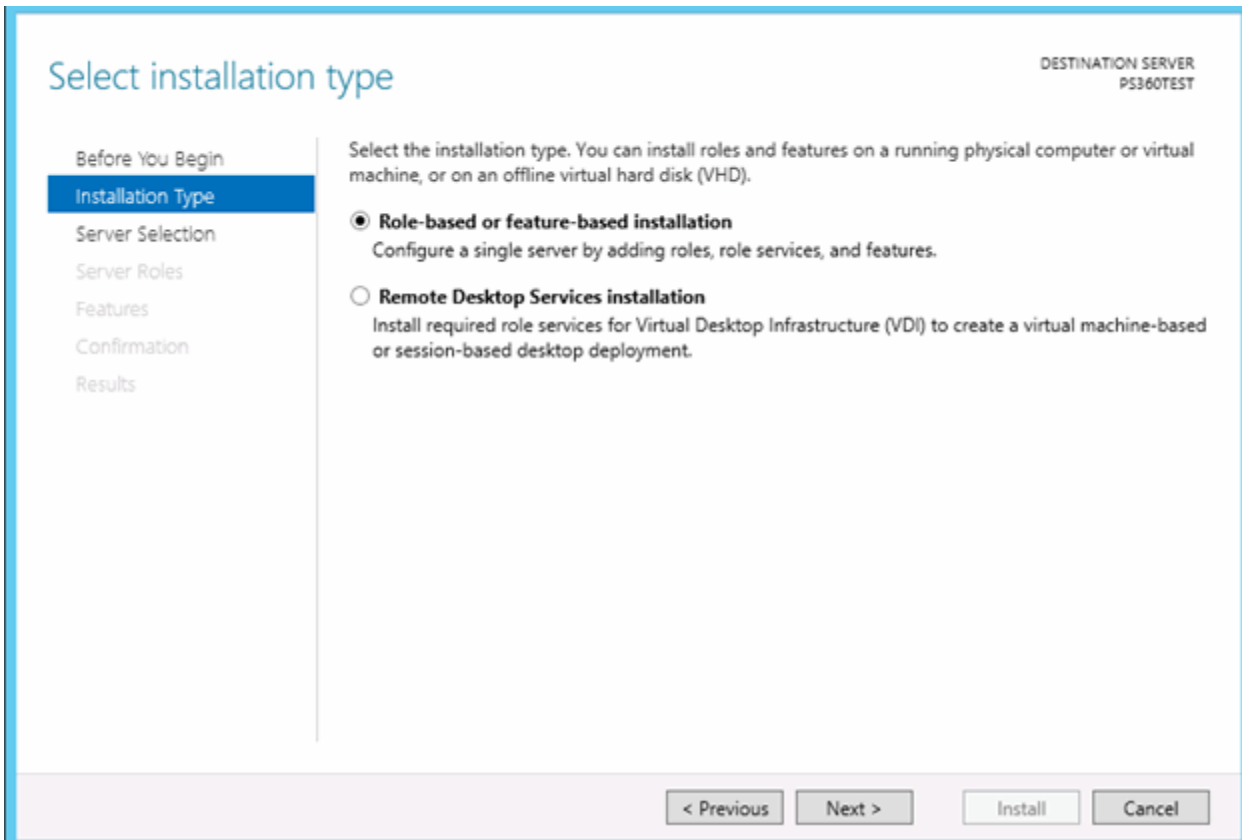 Select installation type
DESTINATION SERVER
PS360TEST
Before You Begin
Installation Type
Server Selection
Server Roles
Features
Confirmation
Results
Select the installation type. You can install roles and features on a running physical computer or virtual
machine, or on an offline virtual hard disk (VHD).
Role-based or feature-based installation
Configure a single server by adding roles, role services, and features.
Remote Desktop Services installation
Install required role services for Virtual Desktop Infrastructure (VDI) to create a virtual machine-based
or session-based desktop deployment.
< Previous
Next >
Install
Cancel